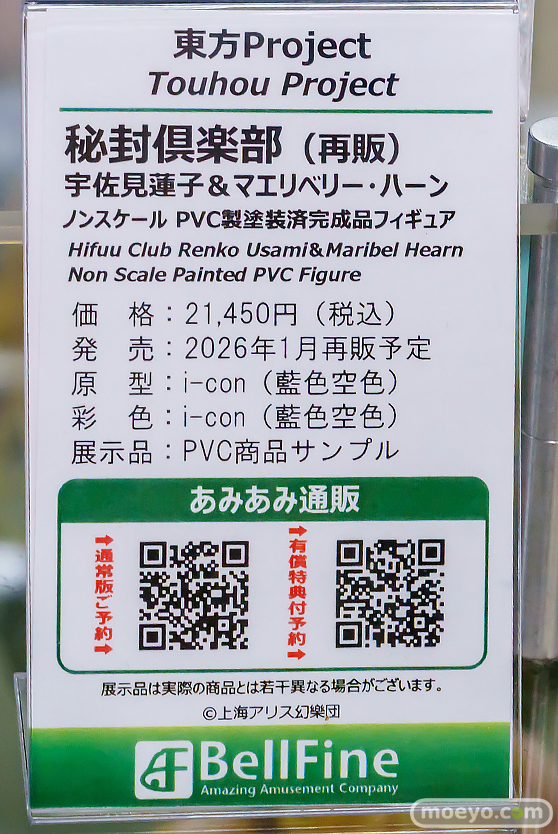 東方Project
Touhou Project
秘封倶楽部（再販）
宇佐見蓮子＆マエリベリー・ハーン
ノンスケール PVC製塗装済完成品フィギュア
Hifuu Club Renko Usami&Maribel Hearn
Non Scale Painted PVC Figure
価　格：21,450円（税込）
発　売：2026年1月再販予定
原　型：i-con（藍色空色）
彩　色：i-con（藍色空色）
展示品：PVC商品サンプル
あみあみ通販
➡通常版ご予約➡
➡有償特典付予約➡
展示品は実際の商品とは若干異なる場合がございます。
©上海アリス幻樂団
BellFine
Amazing Amusement Company
moeyo.com